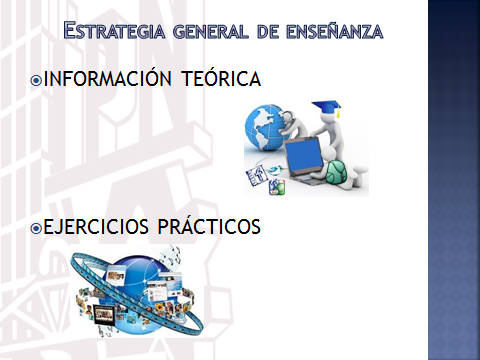 Estrategia general de enseñanza
INFORMACIÓN TEÓRICA
EJERCICIOS PRÁCTICOS